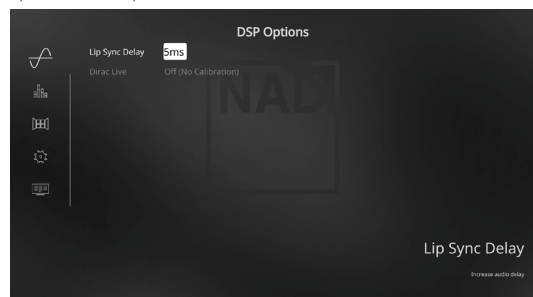 DSP Options
Lip Sync Delay 5ms
Dirac Live Off (No Calibration)
NAD
Lip Sync Delay
Increase audio delay